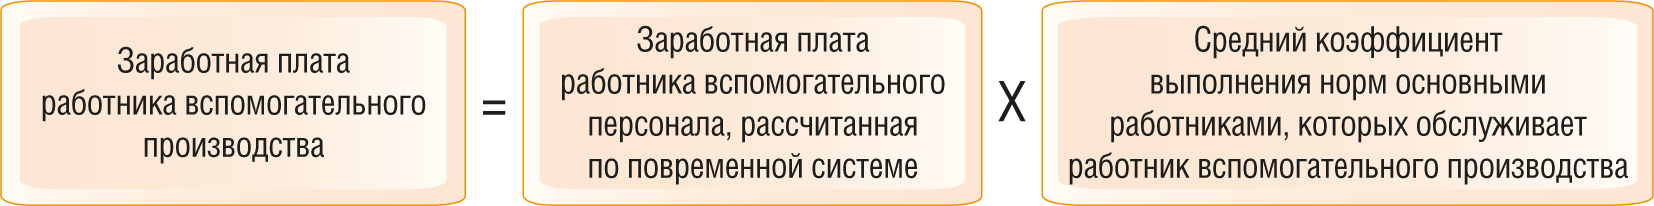 Заработная плата
работника вспомогательного
производства
=
Заработная плата
работника вспомогательного
персонала, рассчитанная
по повременной системе
X
Средний коэффициент
выполнения норм основными
работниками, которых обслуживает
работник вспомогательного производства